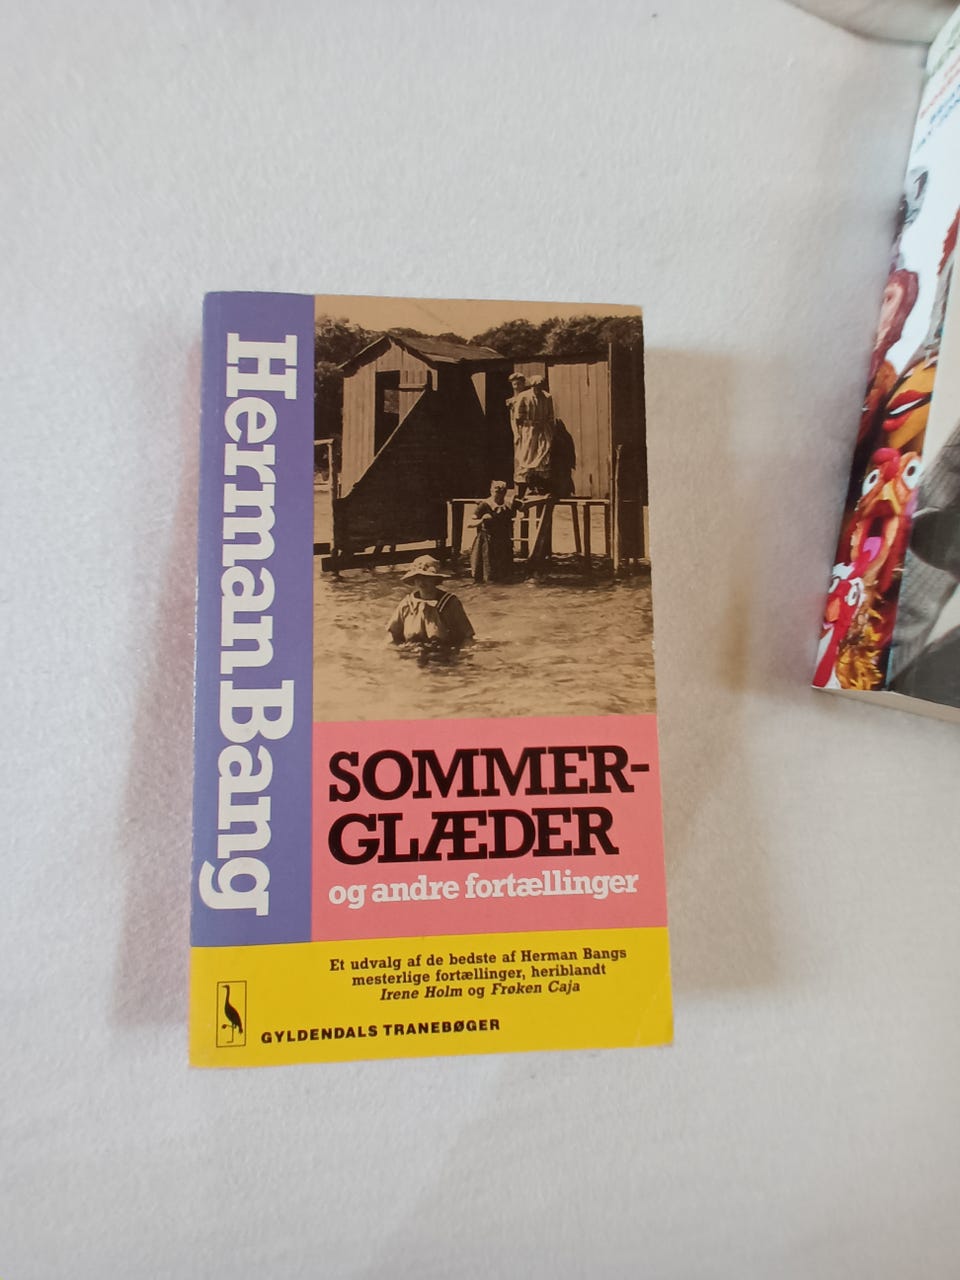 Herman Bang
SOMMER-
GLÆDER
og andre fortællinger
Et udvalg af de bedste af Herman Bangs
mesterlige fortællinger, heriblandt
Irene Holm og Frøken Caja
GYLDENDALS TRANEBØGER